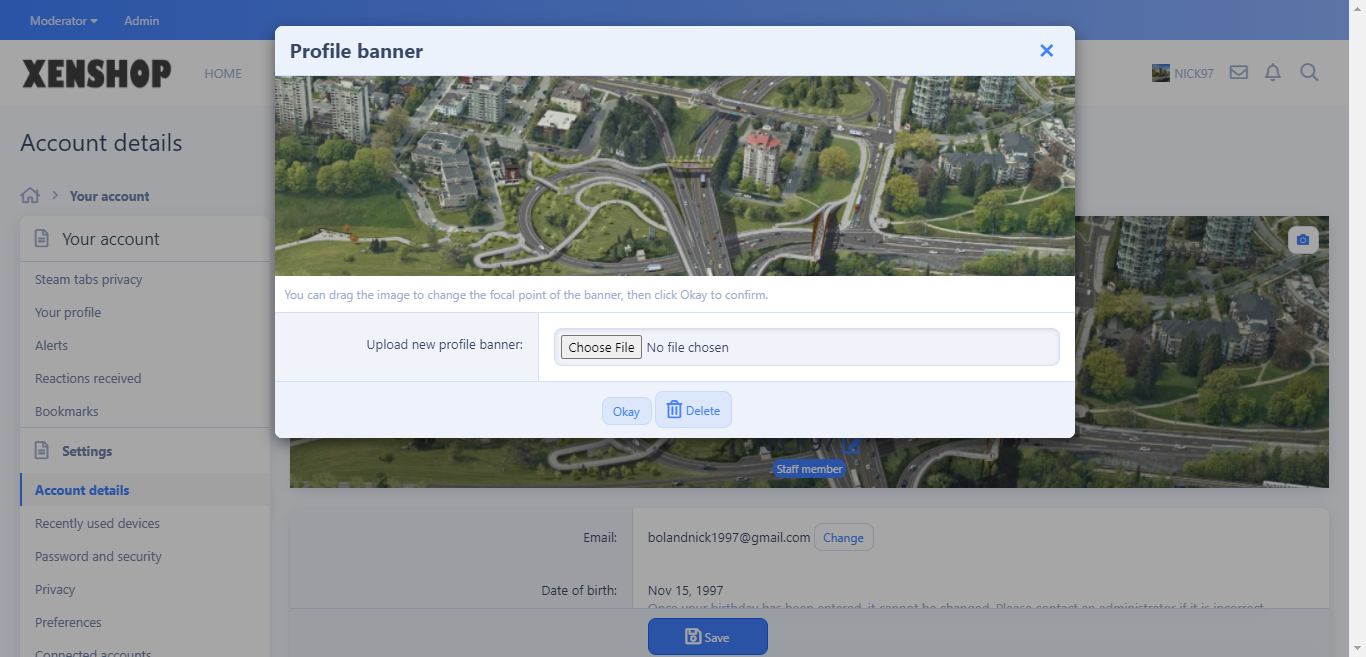 Moderator
Admin
Profile banner
XENSHOP
HOME
NICK97
Account details
Your account
Your account
You can drag the image to change the focal point of the banner, then click Okay to confirm.
Steam tabs privacy
Your profile
Upload new profile banner:
Choose File No file chosen
Alerts
Reactions received
Bookmarks
Okay
Delete
Settings
Staff member
Account details
Recently used devices
Password and security
Privacy
Preferences
Connected accounts
Email:
bolandnick1997@gmail.com Change
Date of birth:
Nov 15, 1997
Once your birthday has been entered, it cannot be changed. Please contact an administrator if it is incorrect.
Save